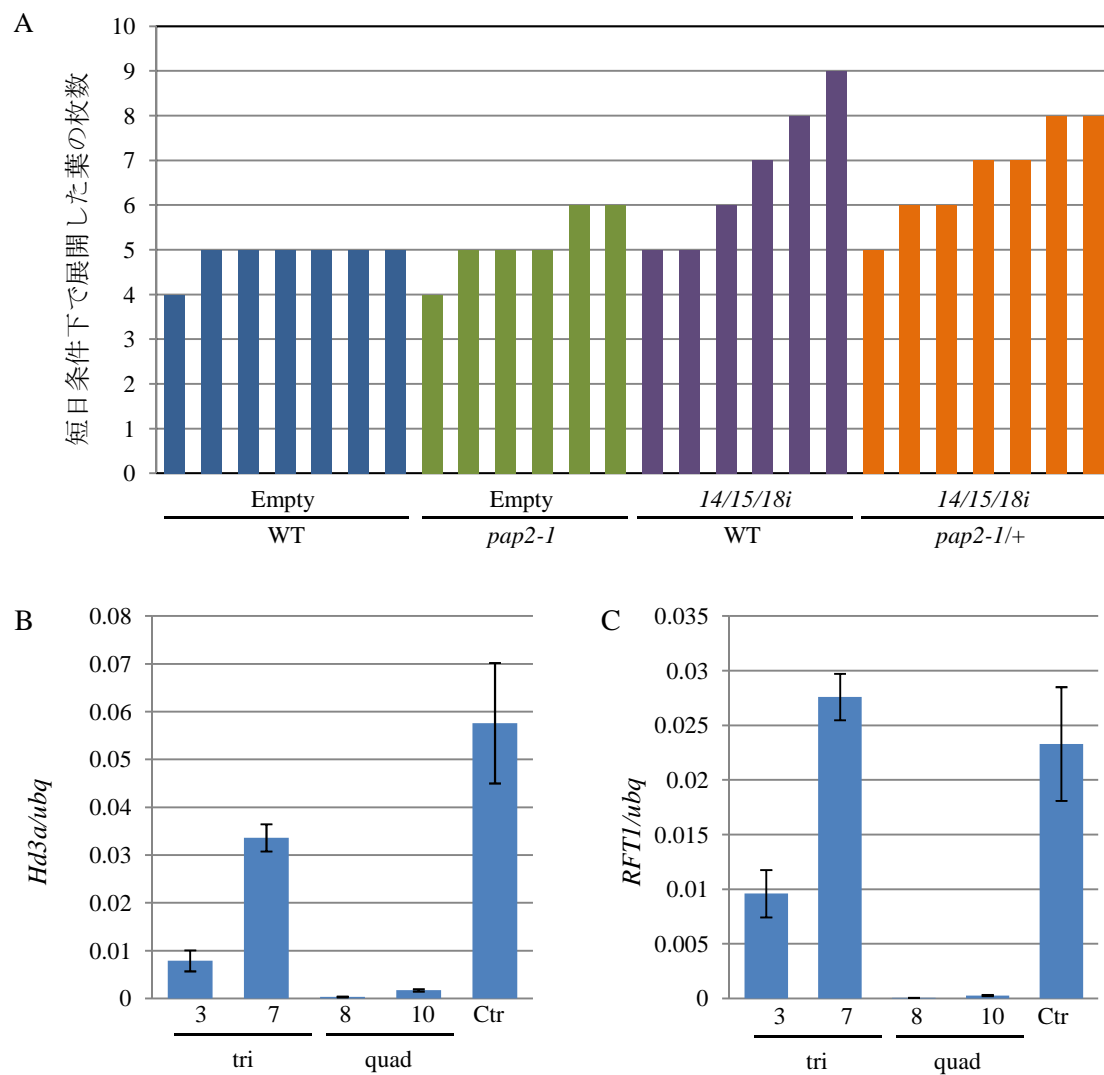 A
短日条件下で展開した葉の枚数
10
9
8
7
6
5
4
3
2
1
0
Empty Empty 14/15/18i 14/15/18i
WT pap2-1 WT pap2-1/+
B
Hd3a/ubq
0.08
0.07
0.06
0.05
0.04
0.03
0.02
0.01
0
3 7 8 10 Ctr
tri quad
C
RFT1/ubq
0.035
0.03
0.025
0.02
0.015
0.01
0.005
0
3 7 8 10 Ctr
tri quad